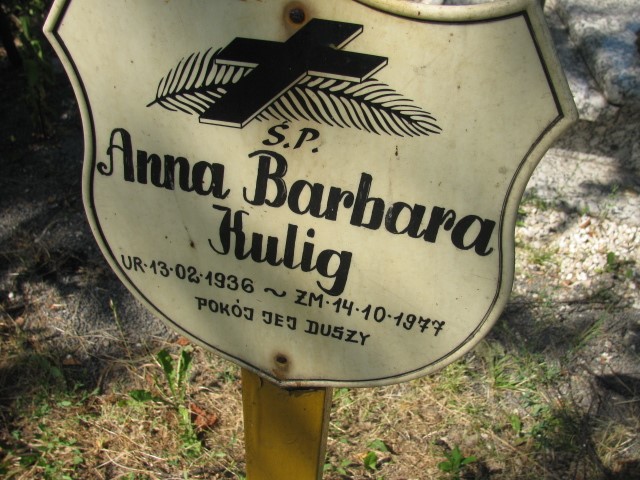 Ś.P.
Anna Barbara
Kulig
UR·13·02·1936 ~ ZM·14·10·1977
POKÓJ JEJ DUSZY